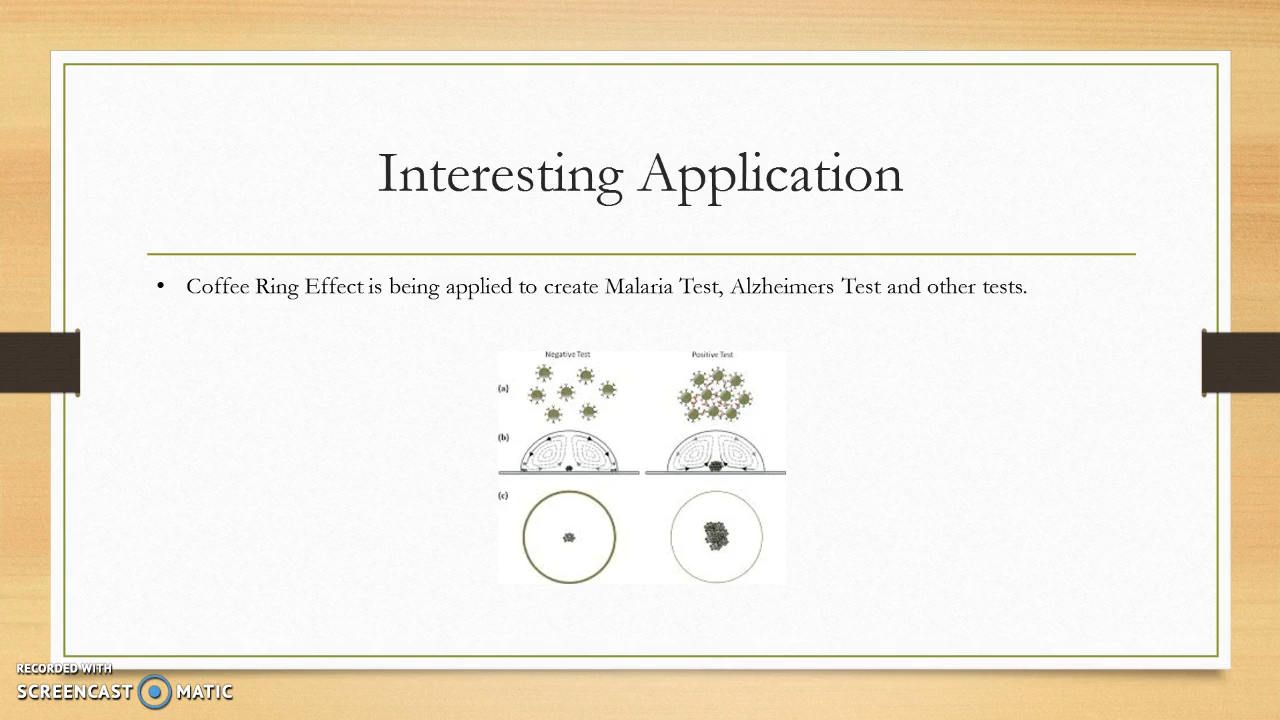 Interesting Application
• Coffee Ring Effect is being applied to create Malaria Test, Alzheimers Test and other tests.
Negative Test
Positive Test
(a)
(b)
(c)
RECORDED WITH
SCREENCAST MATIC